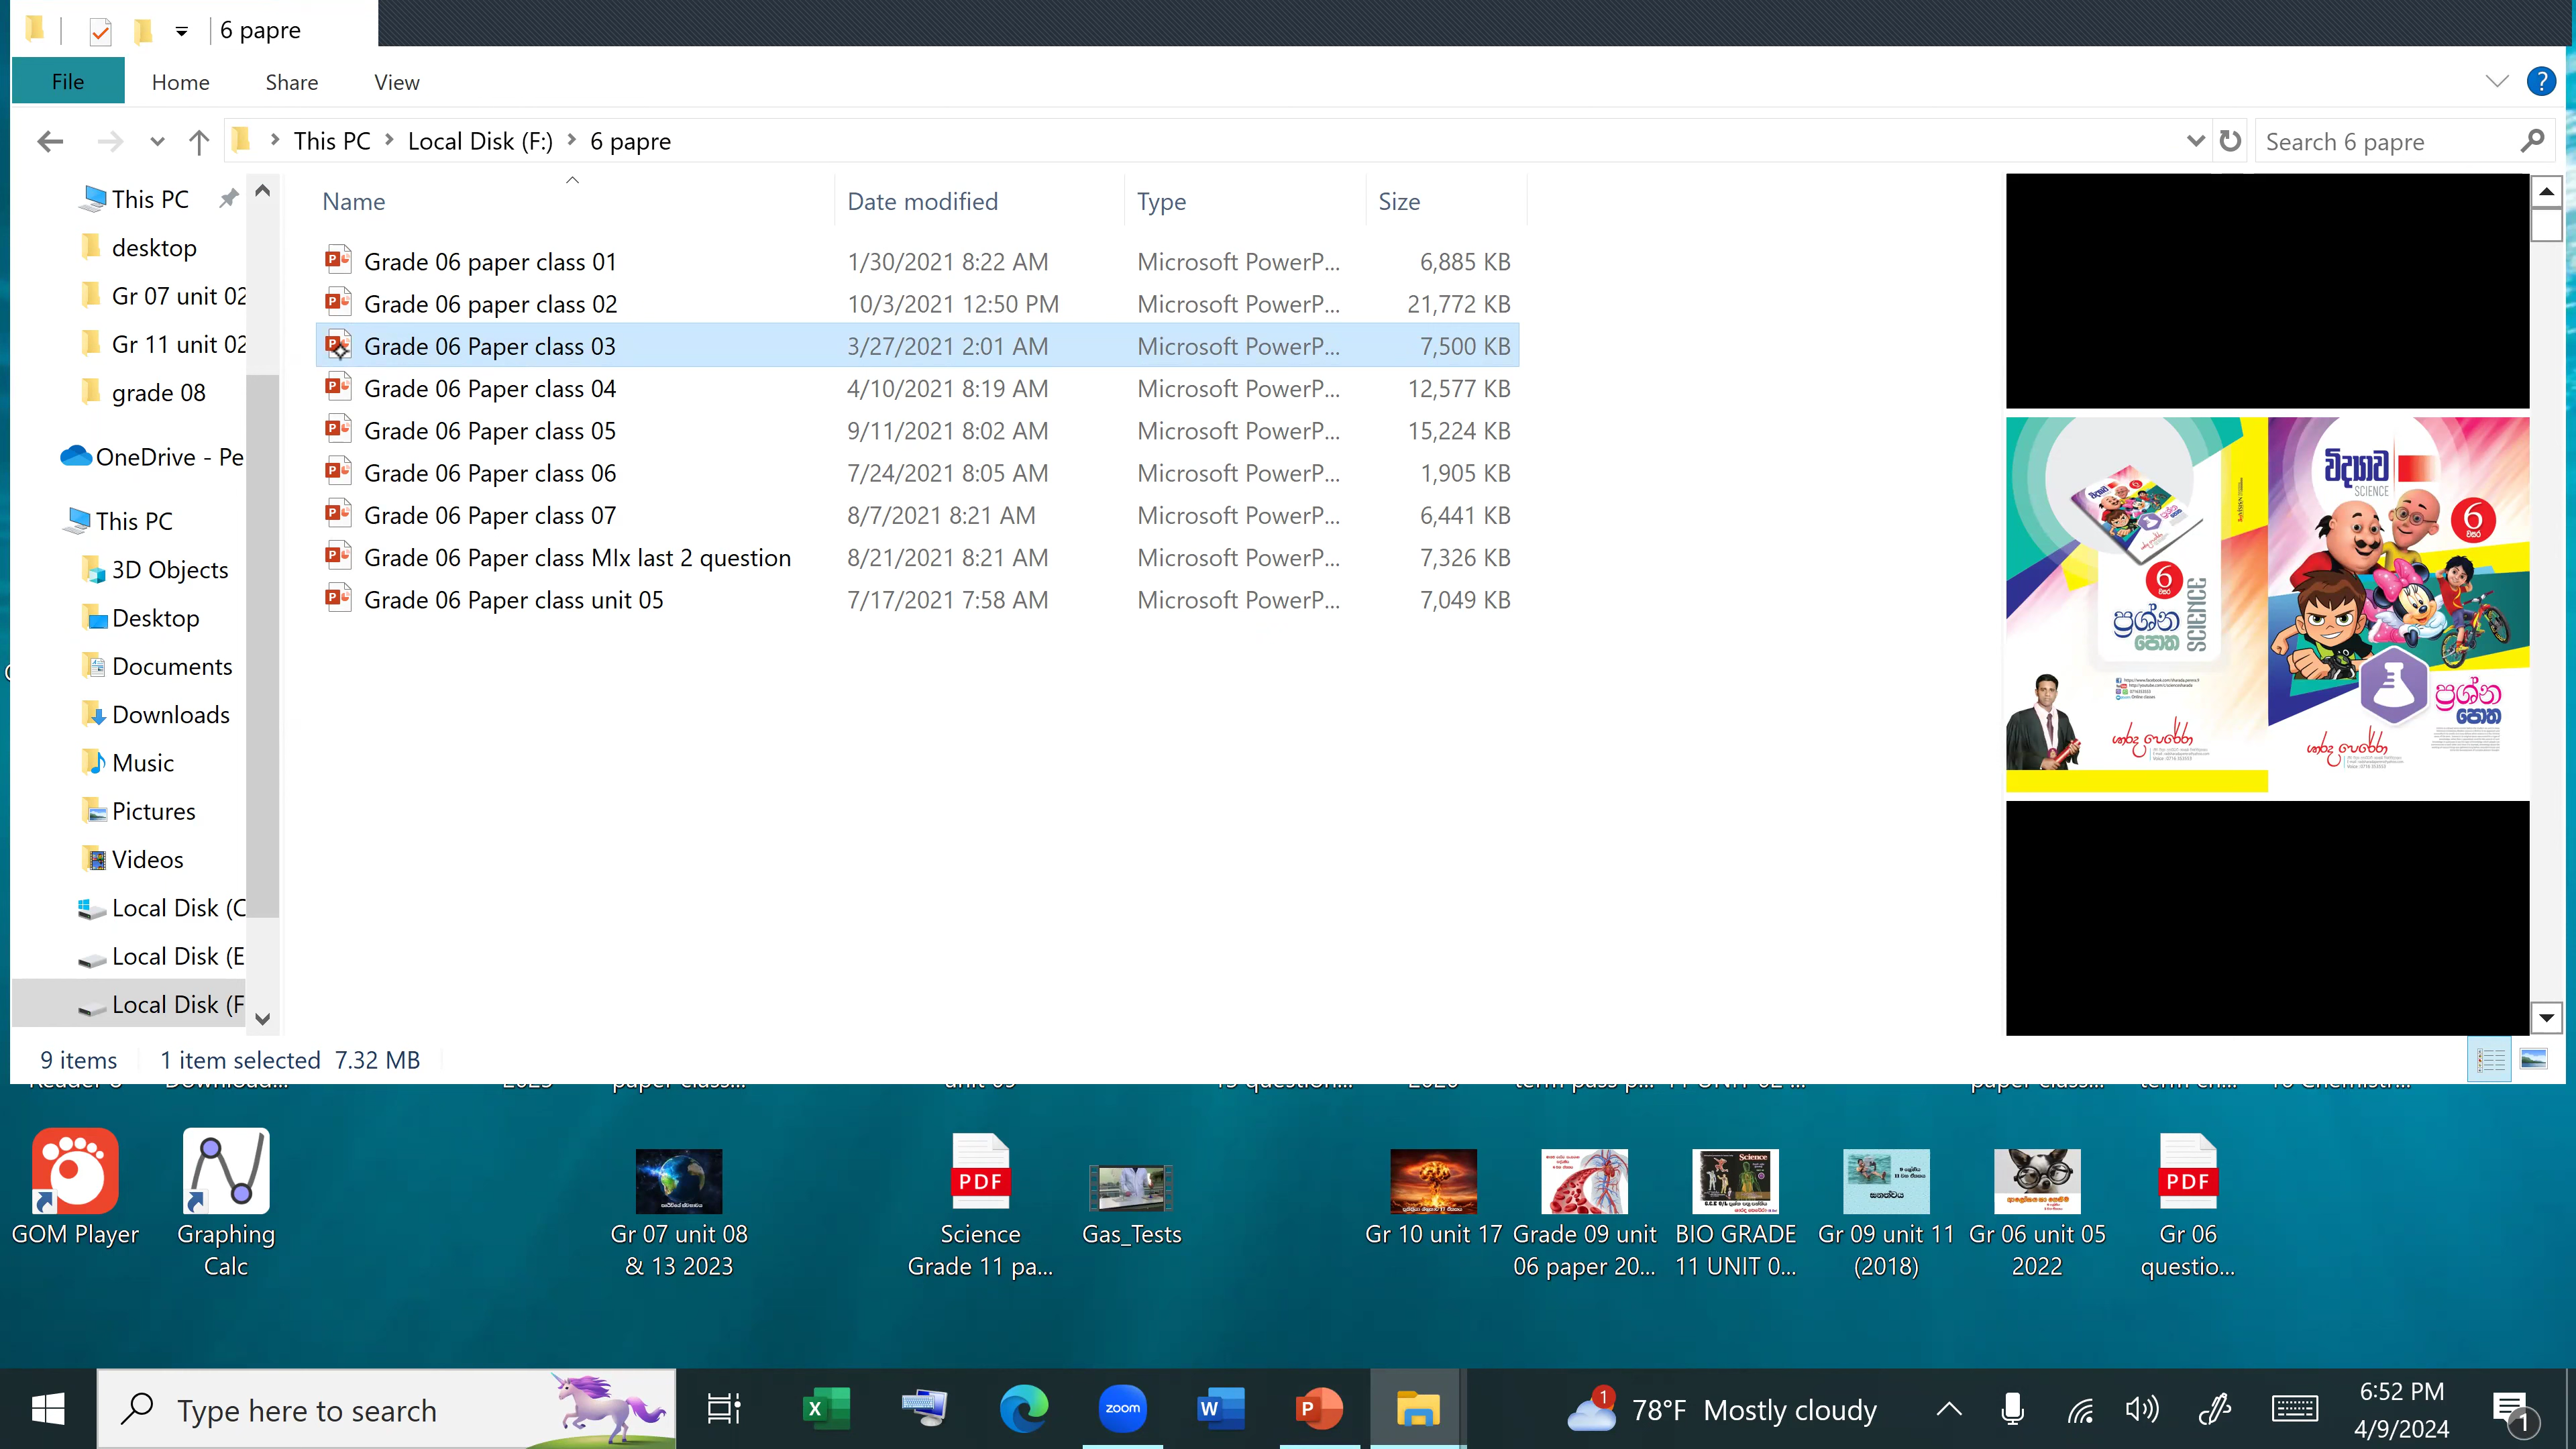 6 papre
File Home Share View
This PC Local Disk (F:) 6 papre
Search 6 papre
This PC
desktop
Gr 07 unit 02
Gr 11 unit 02
grade 08
OneDrive - Pe
This PC
3D Objects
Desktop
Documents
Downloads
Music
Pictures
Videos
Local Disk (C
Local Disk (E
Local Disk (F
Name Date modified Type Size
Grade 06 paper class 01 1/30/2021 8:22 AM Microsoft PowerP... 6,885 KB
Grade 06 paper class 02 10/3/2021 12:50 PM Microsoft PowerP... 21,772 KB
Grade 06 Paper class 03 3/27/2021 2:01 AM Microsoft PowerP... 7,500 KB
Grade 06 Paper class 04 4/10/2021 8:19 AM Microsoft PowerP... 12,577 KB
Grade 06 Paper class 05 9/11/2021 8:02 AM Microsoft PowerP... 15,224 KB
Grade 06 Paper class 06 7/24/2021 8:05 AM Microsoft PowerP... 1,905 KB
Grade 06 Paper class 07 8/7/2021 8:21 AM Microsoft PowerP... 6,441 KB
Grade 06 Paper class MIx last 2 question 8/21/2021 8:21 AM Microsoft PowerP... 7,326 KB
Grade 06 Paper class unit 05 7/17/2021 7:58 AM Microsoft PowerP... 7,049 KB
විද්‍යාව
SCIENCE
6
වසර
6
වසර
ප්‍රශ්න
පොත
SCIENCE
ප්‍රශ්න
පොත
ශාරද පෙරේරා
ශාරද පෙරේරා
9 items 1 item selected 7.32 MB
GOM Player
Graphing
Calc
Gr 07 unit 08
& 13 2023
PDF
Science
Grade 11 pa...
Gas_Tests
Gr 10 unit 17
Grade 09 unit
06 paper 20...
Science
BIO GRADE
11 UNIT 0...
Gr 09 unit 11
(2018)
Gr 06 unit 05
2022
PDF
Gr 06
questio...
Type here to search
zoom
1
78°F Mostly cloudy
6:52 PM
4/9/2024
1